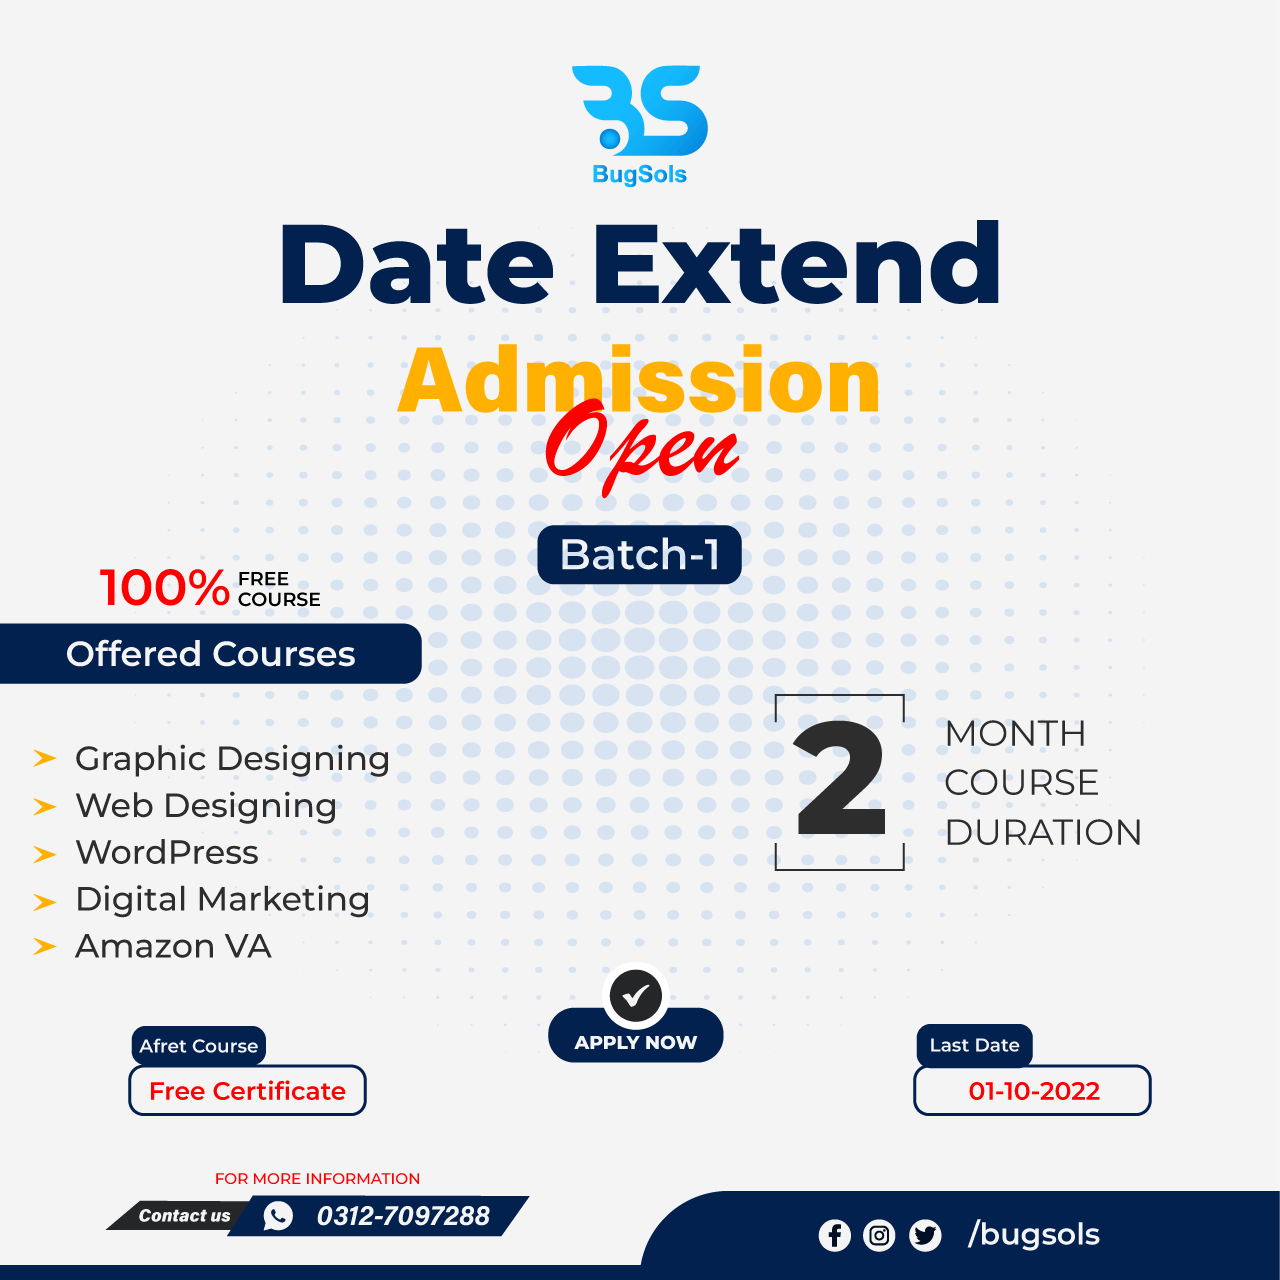 BS
BugSols
Date Extend
Admission
Open
Batch-1
100% FREE
COURSE
Offered Courses
Graphic Designing
Web Designing
WordPress
Digital Marketing
Amazon VA
2
MONTH
COURSE
DURATION
APPLY NOW
Afret Course
Free Certificate
Last Date
01-10-2022
FOR MORE INFORMATION
Contact us 0312-7097288
/bugsols